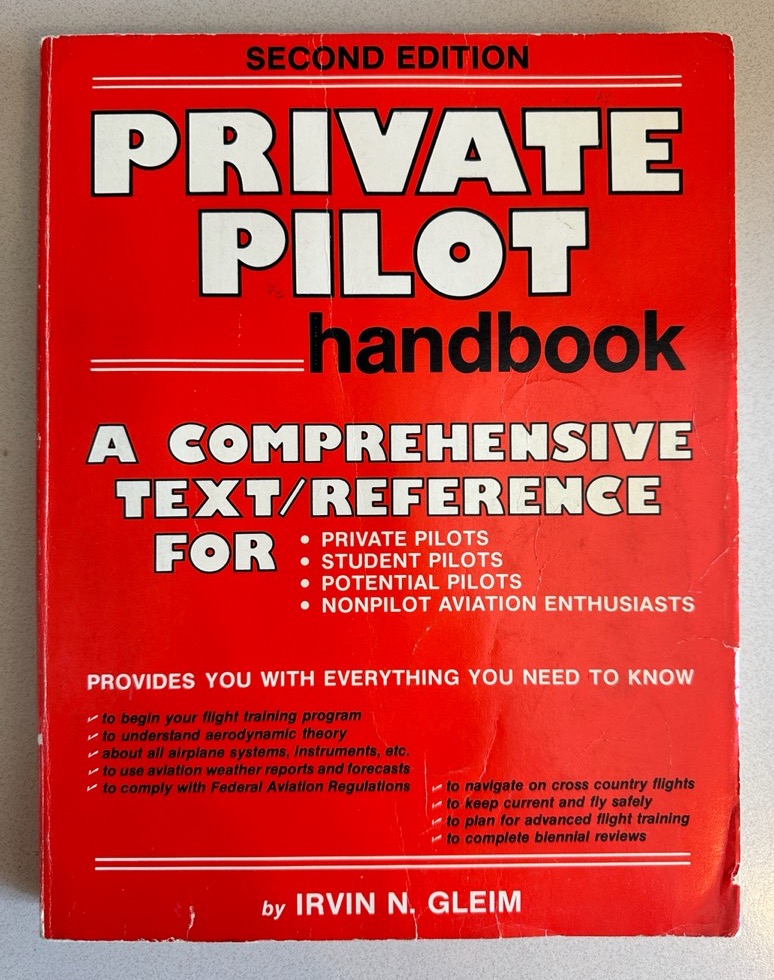 SECOND EDITION
PRIVATE
PILOT
handbook
A COMPREHENSIVE
TEXT/REFERENCE
FOR
• PRIVATE PILOTS
• STUDENT PILOTS
• POTENTIAL PILOTS
• NONPILOT AVIATION ENTHUSIASTS
PROVIDES YOU WITH EVERYTHING YOU NEED TO KNOW
✓ to begin your flight training program
✓ to understand aerodynamic theory
✓ about all airplane systems, instruments, etc.
✓ to use aviation weather reports and forecasts
✓ to comply with Federal Aviation Regulations
✓ to navigate on cross country flights
✓ to keep current and fly safely
✓ to plan for advanced flight training
✓ to complete biennial reviews
by IRVIN N. GLEIM